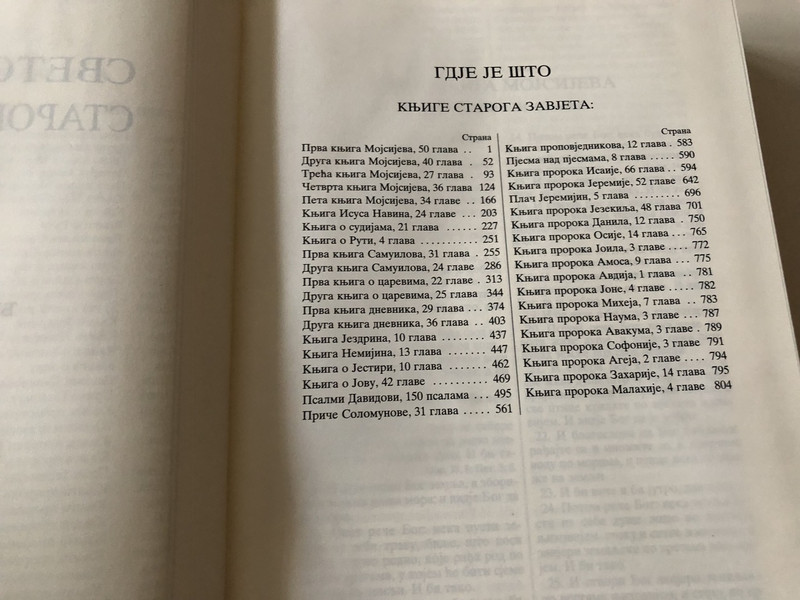 ГДЈЕ ЈЕ ШТО
КЊИГЕ СТАРОГА ЗАВЈЕТА:
Страна
Прва књига Мојсијева, 50 глава . . 1
Друга књига Мојсијева, 40 глава . 52
Трећа књига Мојсијева, 27 глава . 93
Четврта књига Мојсијева, 36 глава 124
Пета књига Мојсијева, 34 главе . . 166
Књига Исуса Навина, 24 главе . . . 203
Књига о судијама, 21 глава . . . . . . 227
Књига о Рути, 4 глава . . . . . . . . . . . 251
Прва књига Самуилова, 31 глава . 255
Друга књига Самуилова, 24 главе 286
Прва књига о царевима, 22 главе . 313
Друга књига о царевима, 25 глава 344
Прва књига дневника, 29 глава . . . 374
Друга књига дневника, 36 глава . . 403
Књига Јездрина, 10 глава . . . . . . . 437
Књига Немијина, 13 глава . . . . . . . 447
Књига о Јестири, 10 глава . . . . . . . 462
Књига о Јову, 42 главе . . . . . . . . . . 469
Псалми Давидови, 150 псалама . . . 495
Приче Соломунове, 31 глава . . . . . 561
Страна
Књига проповједникова, 12 глава . 583
Пјесма над пјесмама, 8 глава . . . . . 590
Књига пророка Исаије, 66 глава . . 594
Књига пророка Јеремије, 52 главе 642
Плач Јеремијин, 5 глава . . . . . . . . . 696
Књига пророка Језекиља, 48 глава 701
Књига пророка Данила, 12 глава . 750
Књига пророка Осије, 14 глава . . . 765
Књига пророка Јоила, 3 главе . . . . 772
Књига пророка Амоса, 9 глава . . . 775
Књига пророка Авдија, 1 глава . . 781
Књига пророка Јоне, 4 главе . . . . . 782
Књига пророка Михеја, 7 глава . . 783
Књига пророка Наума, 3 главе . . . 787
Књига пророка Авакума, 3 главе . 789
Књига пророка Софоније, 3 главе 791
Књига пророка Агеја, 2 главе . . . . 794
Књига пророка Захарије, 14 глава 795
Књига пророка Малахије, 4 главе 804